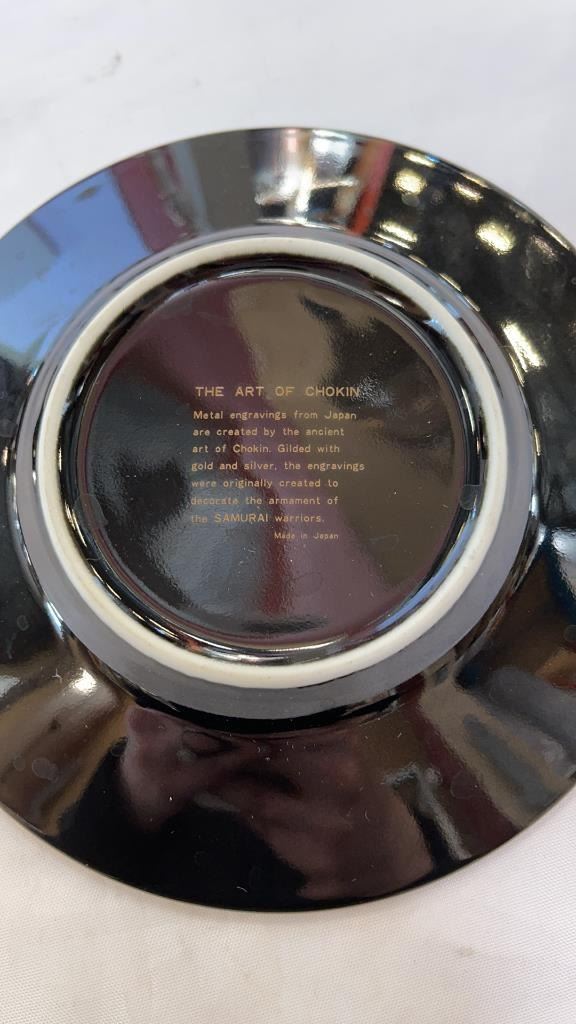 THE ART OF CHOKIN
Metal engravings from Japan
are created by the ancient
art of Chokin. Gilded with
gold and silver, the engravings
were originally created to
decorate the armament of
the SAMURAI warriors.
Made in Japan